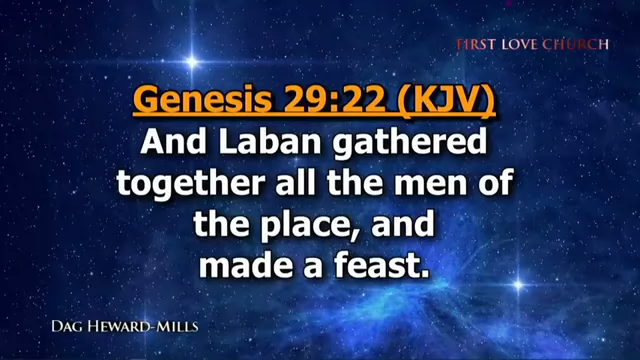 FIRST LOVE CHURCH
Genesis 29:22 (KJV)
And Laban gathered
together all the men of
the place, and
made a feast.
DAG HEWARD-MILLS